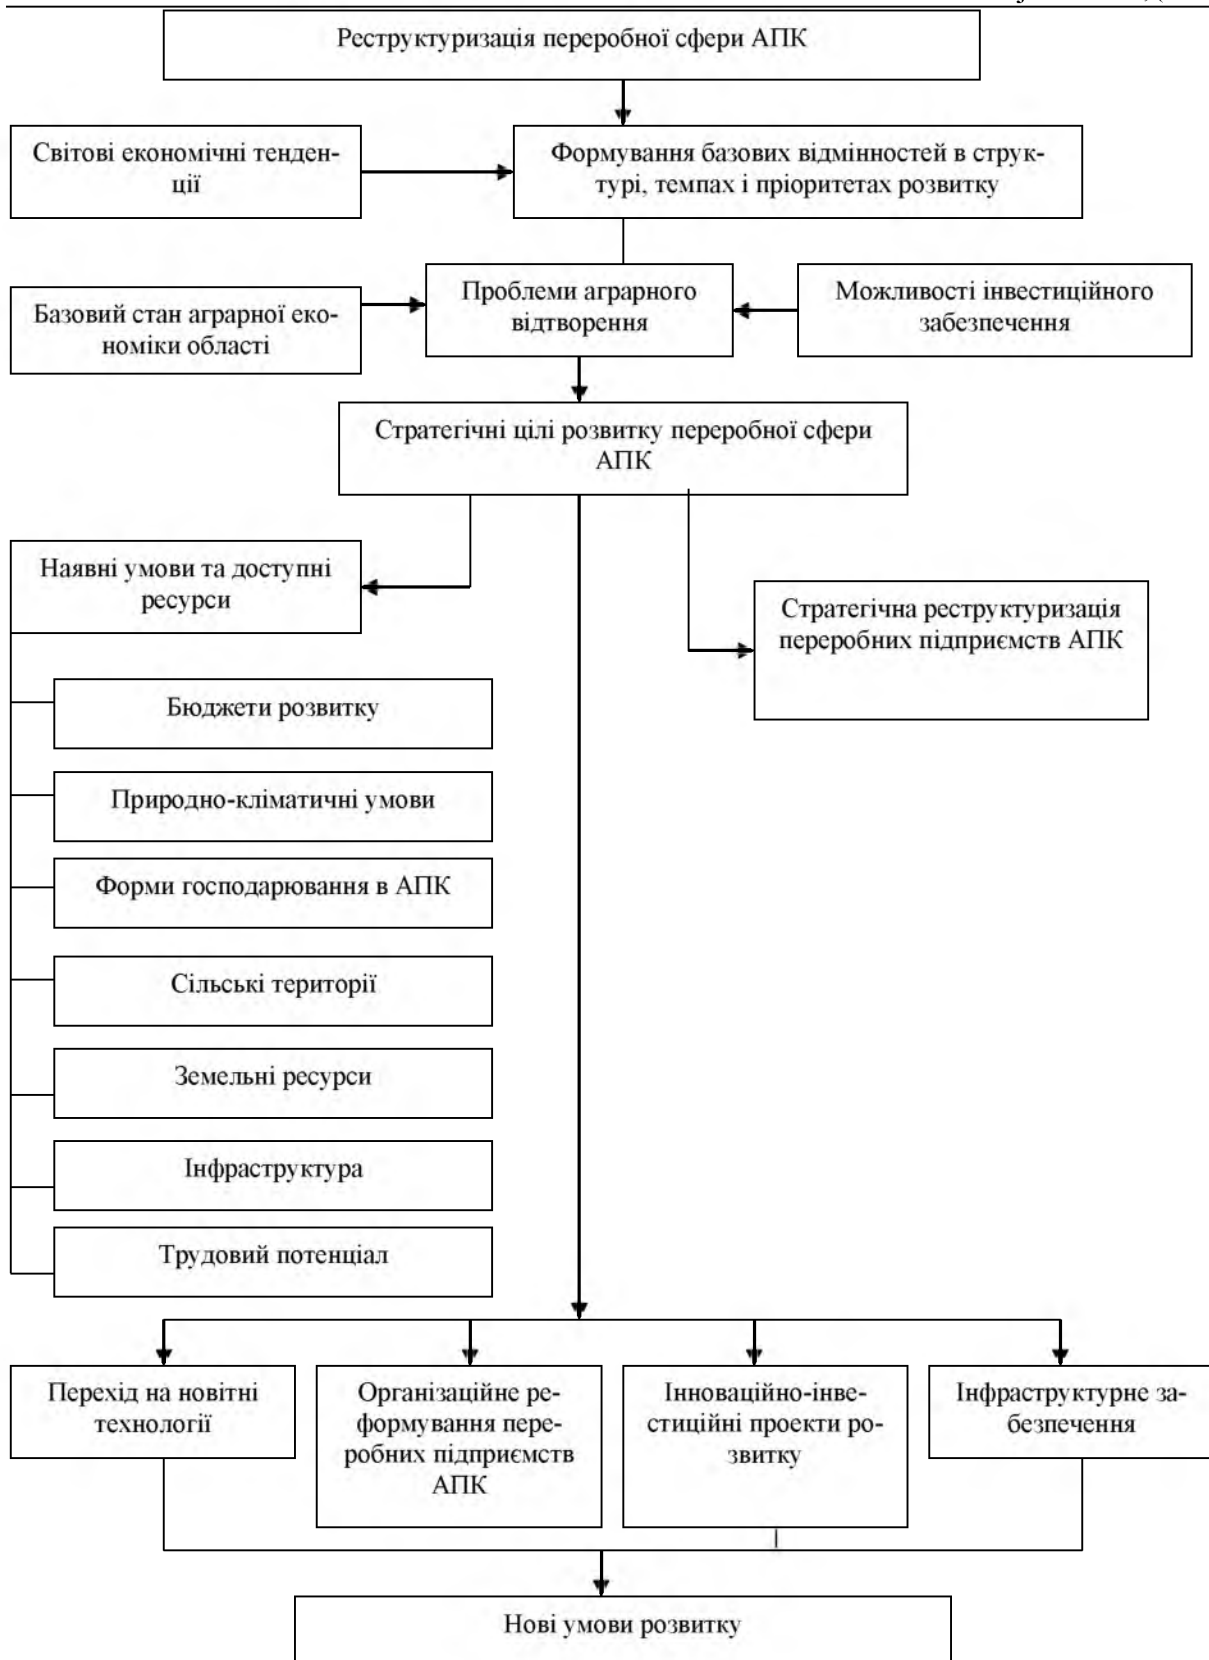 Реструктуризація переробної сфери АПК
Світові економічні тенден-
ції
Формування базових відмінностей в струк-
турі, темпах і пріоритетах розвитку
Базовий стан аграрної еко-
номіки області
Проблеми аграрного
відтворення
Можливості інвестиційного
забезпечення
Стратегічні цілі розвитку переробної сфери
АПК
Наявні умови та доступні
ресурси
Стратегічна реструктуризація
переробних підприємств АПК
Бюджети розвитку
Природно-кліматичні умови
Форми господарювання в АПК
Сільські території
Земельні ресурси
Інфраструктура
Трудовий потенціал
Перехід на новітні
технології
Організаційне ре-
формування пере-
робних підприємств
АПК
Інноваційно-інве-
стиційні проекти ро-
звитку
Інфраструктурне за-
безпечення
Нові умови розвитку